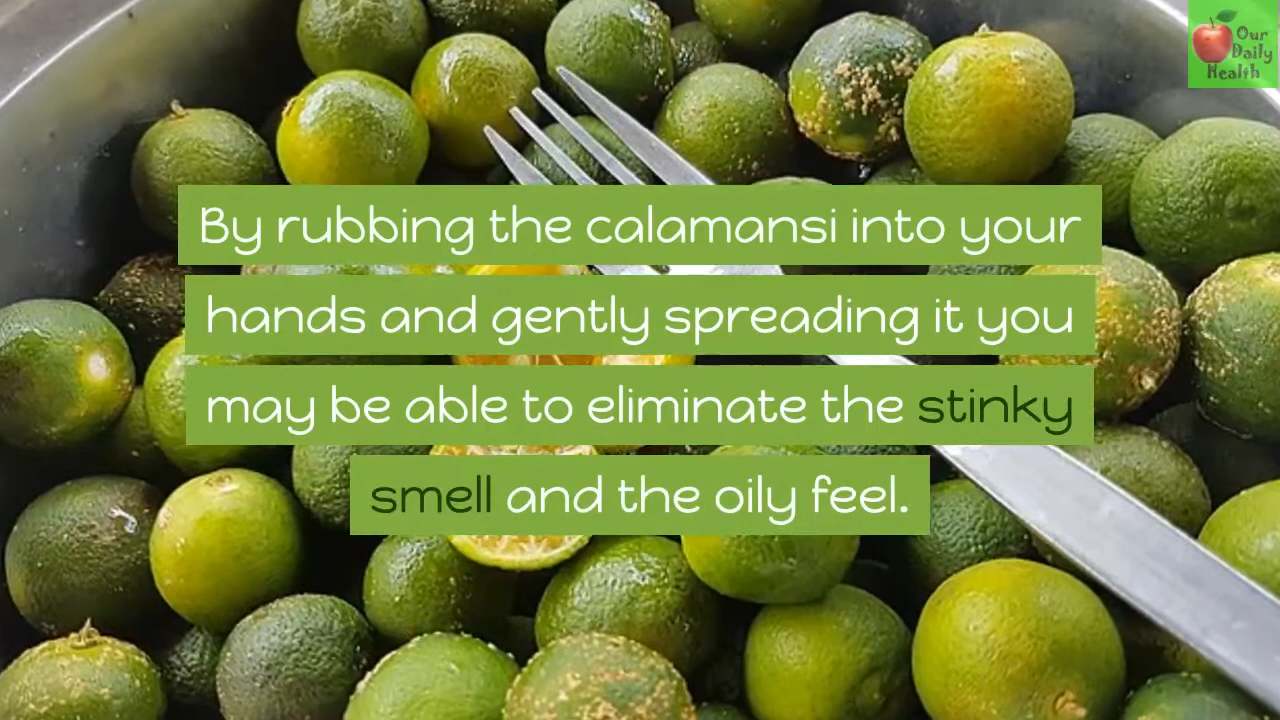 Our
Daily
Health
By rubbing the calamansi into your
hands and gently spreading it you
may be able to eliminate the stinky
smell and the oily feel.